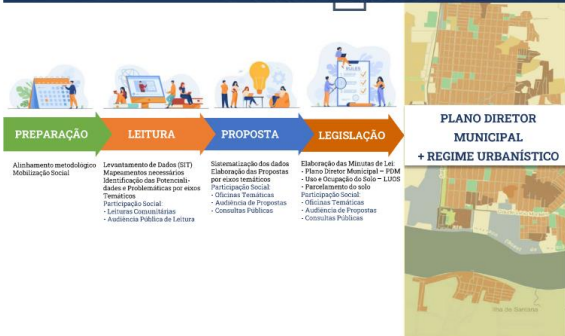 PREPARAÇÃO
Alinhamento metodológico
Mobilização Social
LEITURA
Levantamento de Dados (SIT)
Mapeamentos necessários
Identificação das Potenciali-
dades e Problemáticas por eixos
Temáticos
Participação Social:
- Leituras Comunitárias
- Audiência Pública de Leitura
PROPOSTA
Sistematização dos dados
Elaboração das Propostas
por eixos temáticos
Participação Social:
- Oficinas Temáticas
- Audiência de Propostas
- Consultas Públicas
RULES
LEGISLAÇÃO
Elaboração das Minutas de Lei:
- Plano Diretor Municipal – PDM
- Uso e Ocupação do Solo – LUOS
- Parcelamento do solo
Participação Social:
- Oficinas Temáticas
- Audiência de Propostas
- Consultas Públicas
PLANO DIRETOR
MUNICIPAL
+ REGIME URBANÍSTICO
Ilha de Santana